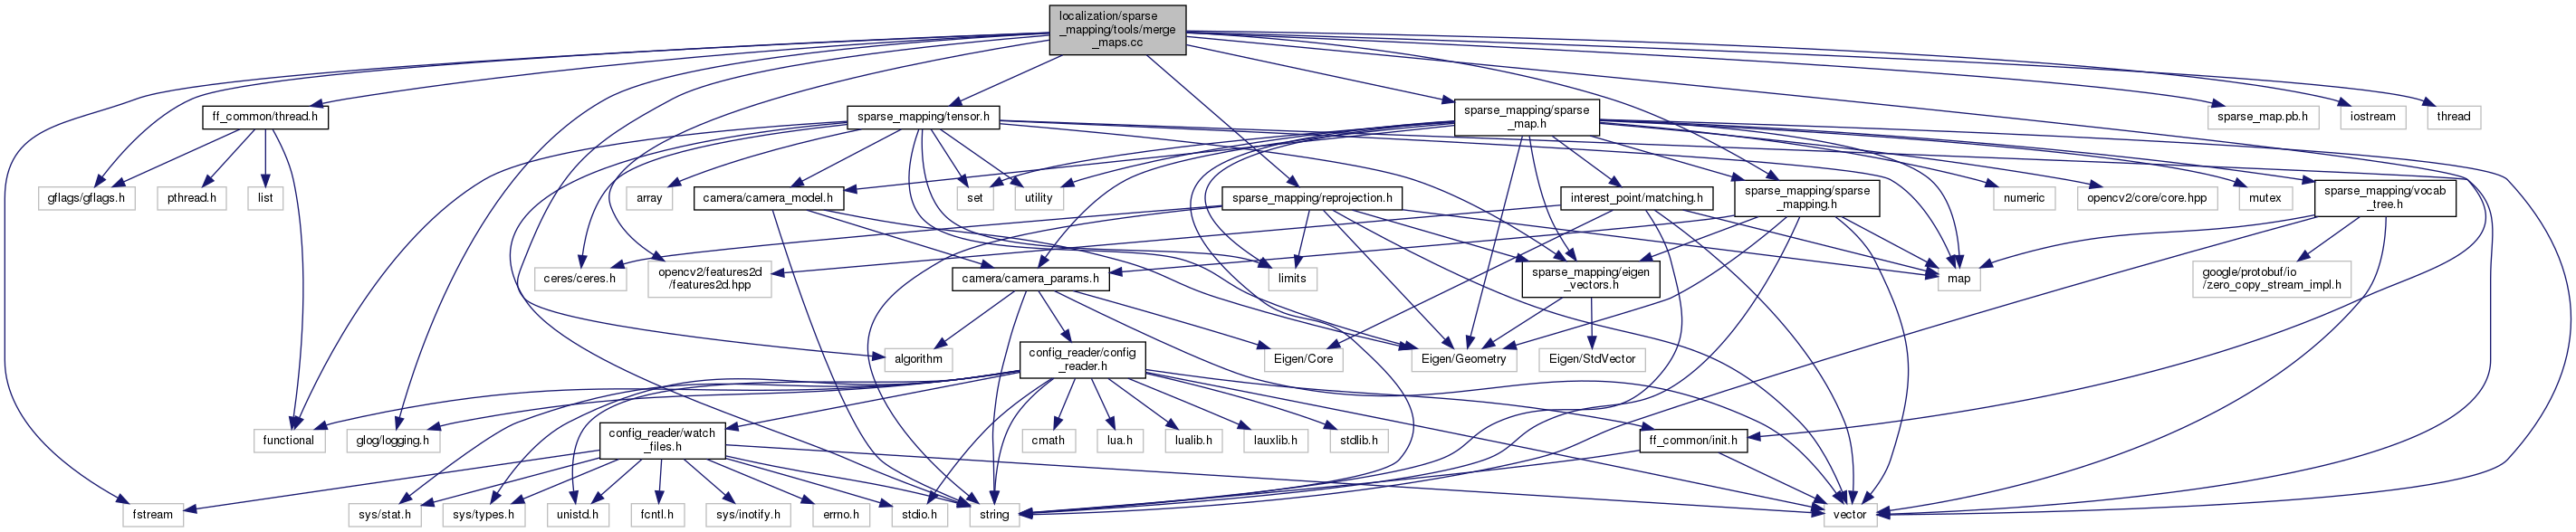 localization/sparse
_mapping/tools/merge
_maps.cc
ff_common/thread.h
sparse_mapping/tensor.h
sparse_mapping/sparse
_map.h
sparse_map.pb.h
iostream
thread
gflags/gflags.h
pthread.h
list
array
camera/camera_model.h
set
utility
sparse_mapping/reprojection.h
interest_point/matching.h
sparse_mapping/sparse
_mapping.h
numeric
opencv2/core/core.hpp
mutex
sparse_mapping/vocab
_tree.h
ceres/ceres.h
opencv2/features2d
/features2d.hpp
camera/camera_params.h
limits
sparse_mapping/eigen
_vectors.h
map
google/protobuf/io
/zero_copy_stream_impl.h
algorithm
config_reader/config
_reader.h
Eigen/Core
Eigen/Geometry
Eigen/StdVector
functional
glog/logging.h
config_reader/watch
_files.h
cmath
lua.h
lualib.h
lauxlib.h
stdlib.h
ff_common/init.h
fstream
sys/stat.h
sys/types.h
unistd.h
fcntl.h
sys/inotify.h
errno.h
stdio.h
string
vector